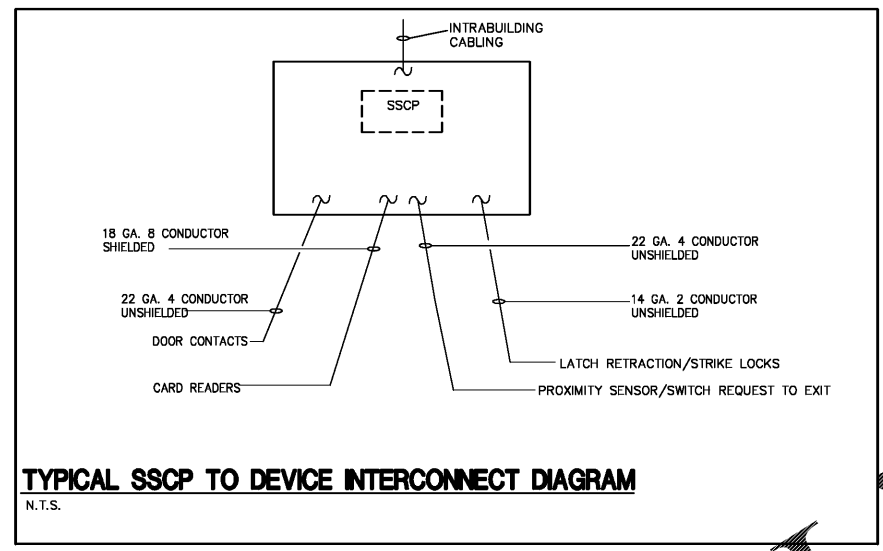 INTRABUILDING
CABLING
SSCP
18 GA. 8 CONDUCTOR
SHIELDED
22 GA. 4 CONDUCTOR
UNSHIELDED
22 GA. 4 CONDUCTOR
UNSHIELDED
14 GA. 2 CONDUCTOR
UNSHIELDED
DOOR CONTACTS
LATCH RETRACTION/STRIKE LOCKS
CARD READERS
PROXIMITY SENSOR/SWITCH REQUEST TO EXIT
TYPICAL SSCP TO DEVICE INTERCONNECT DIAGRAM
N.T.S.